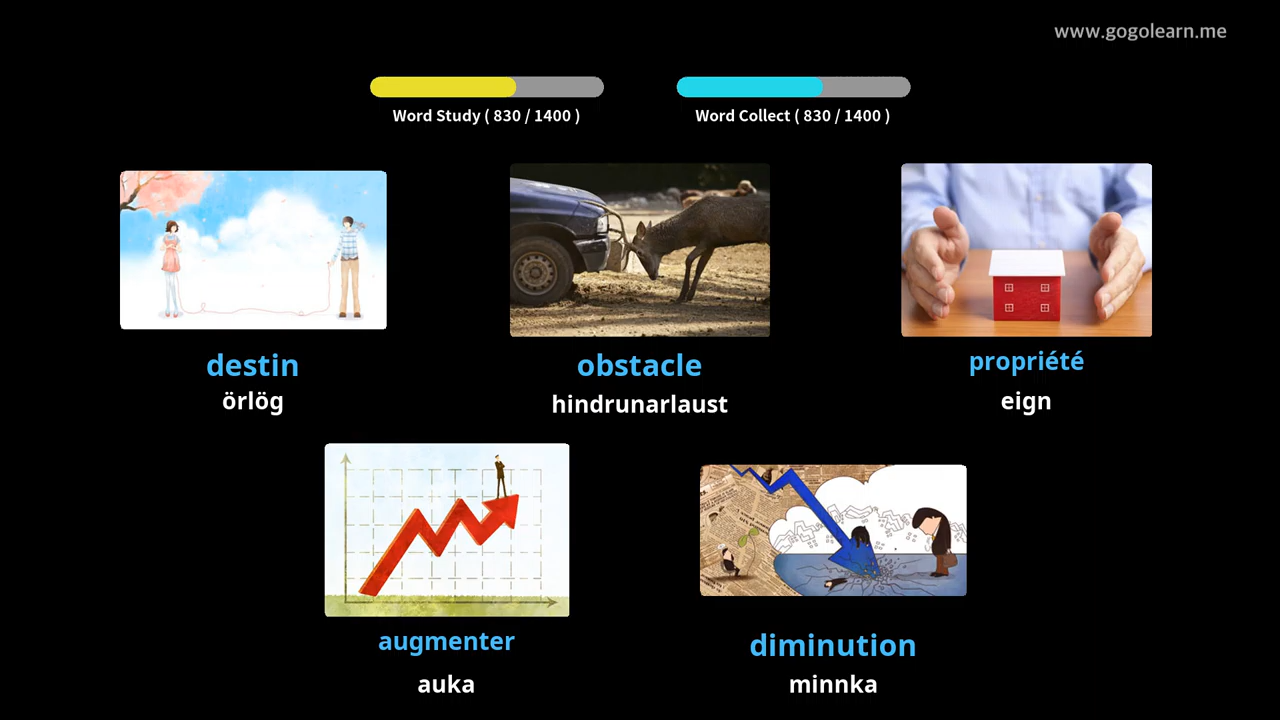 www.gogolearn.me
Word Study ( 830 / 1400 )
Word Collect ( 830 / 1400 )
destin
örlög
obstacle
hindrunarlaust
propriété
eign
augmenter
auka
diminution
minnka